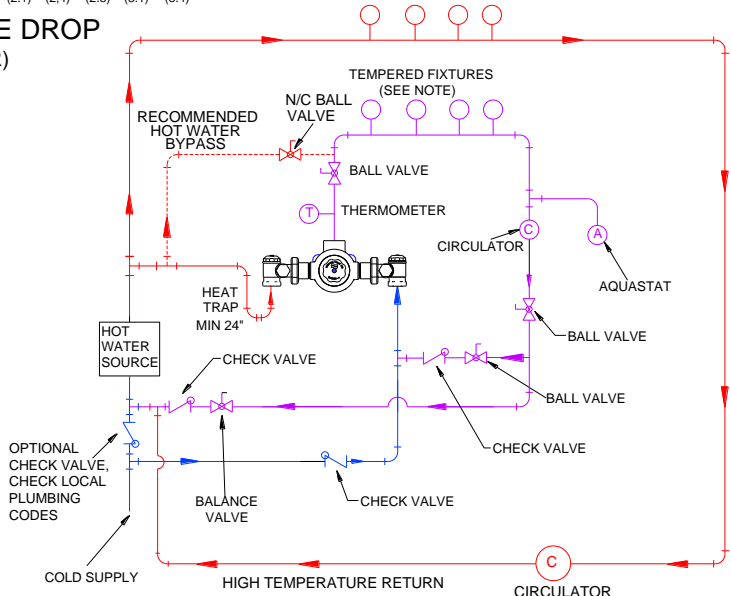 E DROP
TEMPERED FIXTURES
(SEE NOTE)
N/C BALL
VALVE
RECOMMENDED
HOT WATER
BYPASS
BALL VALVE
T
THERMOMETER
C
CIRCULATOR
A
AQUASTAT
HEAT
TRAP
MIN 24"
BALL VALVE
HOT
WATER
SOURCE
CHECK VALVE
BALL VALVE
CHECK VALVE
OPTIONAL
CHECK VALVE,
CHECK LOCAL
PLUMBING
CODES
BALANCE
VALVE
CHECK VALVE
COLD SUPPLY
HIGH TEMPERATURE RETURN
C
CIRCULATOR